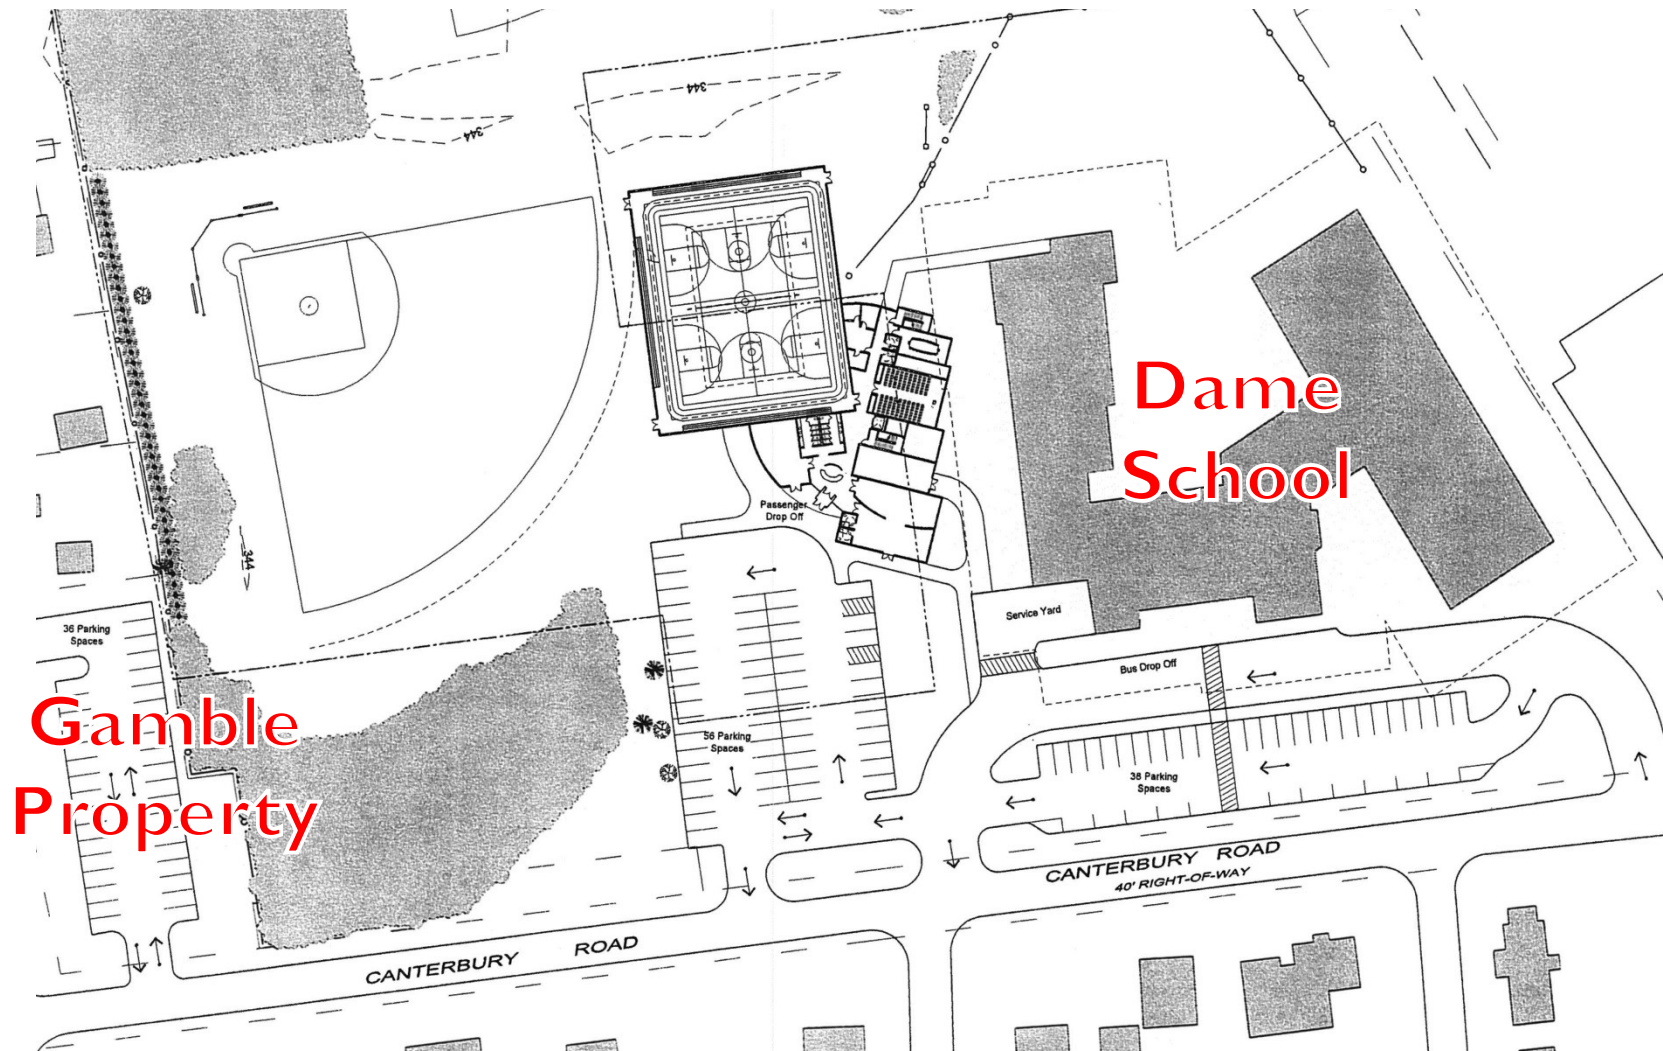 344
344
Dame
School
Passenger
Drop Off
344
36 Parking
Spaces
Service Yard
Bus Drop Off
Gamble
Property
56 Parking
Spaces
38 Parking
Spaces
CANTERBURY ROAD
40' RIGHT-OF-WAY
CANTERBURY ROAD